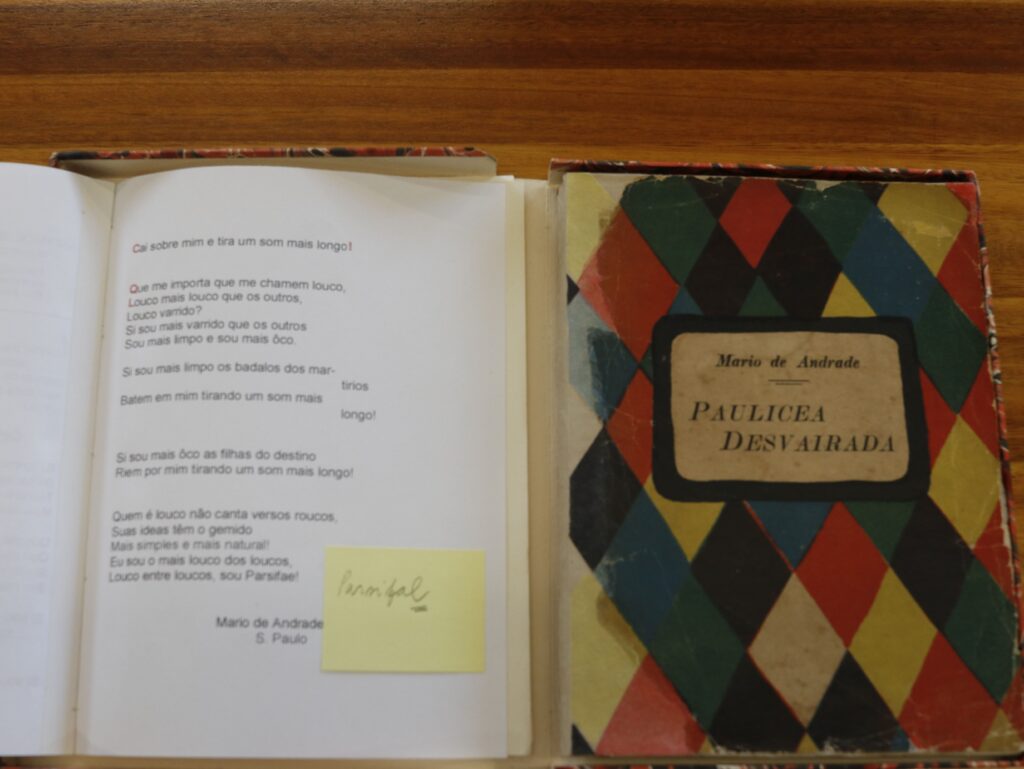 Cai sobre mim e tira um som mais longo!
Que me importa que me chamem louco,
Louco mais louco que os outros,
Louco varrido?
Si sou mais varrido que os outros
Sou mais limpo e sou mais ôco.
Si sou mais limpo os badalos dos mar-
tirios
Batem em mim tirando um som mais
longo!
Si sou mais ôco as filhas do destino
Riem por mim tirando um som mais longo!
Quem é louco não canta versos roucos,
Suas ideas têm o gemido
Mais simples e mais natural!
Eu sou o mais louco dos loucos,
Louco entre loucos, sou Parsifae!
Mario de Andrade
S. Paulo
Parsifal
Mario de Andrade
PAULICEA
DESVAIRADA